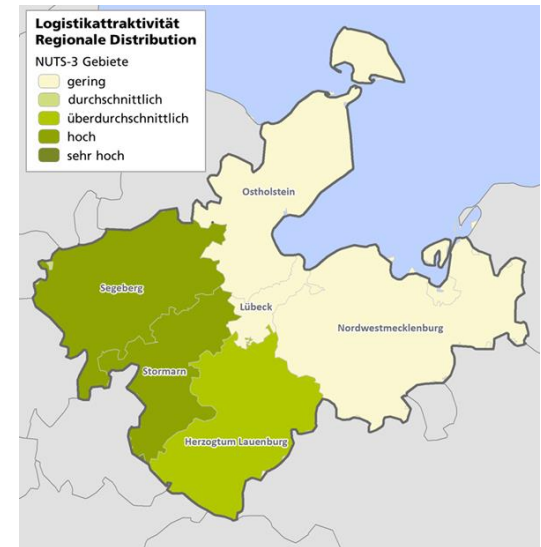 Logistikattraktivität
Regionale Distribution
NUTS-3 Gebiete
gering
durchschnittlich
überdurchschnittlich
hoch
sehr hoch
Ostholstein
Segeberg
Lübeck
Nordwestmecklenburg
Stormarn
Herzogtum Lauenburg